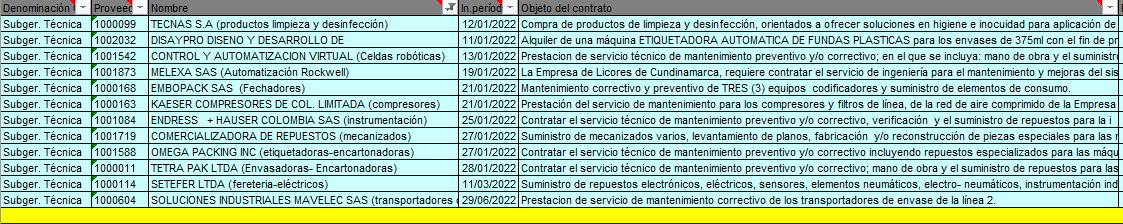 Denominación Proveed Nombre In.períod Objeto del contrato
Subger. Técnica 1000099 TECNAS S.A (productos limpieza y desinfección) 12/01/2022 Compra de productos de limpieza y desinfección, orientados a ofrecer soluciones en higiene e inocuidad para aplicación de
Subger. Técnica 1002032 DISAYPRO DISENO Y DESARROLLO DE 11/01/2022 Alquiler de una máquina ETIQUETADORA AUTOMATICA DE FUNDAS PLASTICAS para los envases de 375ml con el fin de pr
Subger. Técnica 1001542 CONTROL Y AUTOMATIZACION VIRTUAL (Celdas robóticas) 13/01/2022 Prestacion de servicio técnico de mantenimiento preventivo y/o correctivo; en el que se incluya: mano de obra y el suministro
Subger. Técnica 1001873 MELEXA SAS (Automatización Rockwell) 19/01/2022 La Empresa de Licores de Cundinamarca, requiere contratar el servicio de ingeniería para el mantenimiento y mejoras del sis
Subger. Técnica 1000168 EMBOPACK SAS (Fechadores) 21/01/2022 Mantenimiento correctivo y preventivo de TRES (3) equipos codificadores y suministro de elementos de consumo.
Subger. Técnica 1000163 KAESER COMPRESORES DE COL. LIMITADA (compresores) 21/01/2022 Prestación del servicio de mantenimiento para los compresores y filtros de línea, de la red de aire comprimido de la Empresa
Subger. Técnica 1001084 ENDRESS + HAUSER COLOMBIA SAS (instrumentación) 25/01/2022 Contratar el servicio técnico de mantenimiento preventivo y/o correctivo, verificación y el suministro de repuestos para la i
Subger. Técnica 1001719 COMERCIALIZADORA DE REPUESTOS (mecanizados) 27/01/2022 Suministro de mecanizados varios, levantamiento de planos, fabricación y/o reconstrucción de piezas especiales para las
Subger. Técnica 1001588 OMEGA PACKING INC (etiquetadoras-encartonadoras) 27/01/2022 Contratar el servicio técnico de mantenimiento preventivo y/o correctivo incluyendo repuestos especializados para las máqu
Subger. Técnica 1000011 TETRA PAK LTDA (Envasadoras- Encartonadoras) 28/01/2022 Contratar el servicio técnico de mantenimiento preventivo y/o correctivo; mano de obra y el suministro de repuestos para las
Subger. Técnica 1000114 SETEFER LTDA (fereteria-eléctricos) 11/03/2022 Suministro de repuestos electrónicos, eléctricos, sensores, elementos neumáticos, electro- neumáticos, instrumentación ind
Subger. Técnica 1000604 SOLUCIONES INDUSTRIALES MAVELEC SAS (transportadores 29/06/2022 Prestacion de servicio técnico de mantenimiento correctivo de los transportadores de envase de la línea 2.